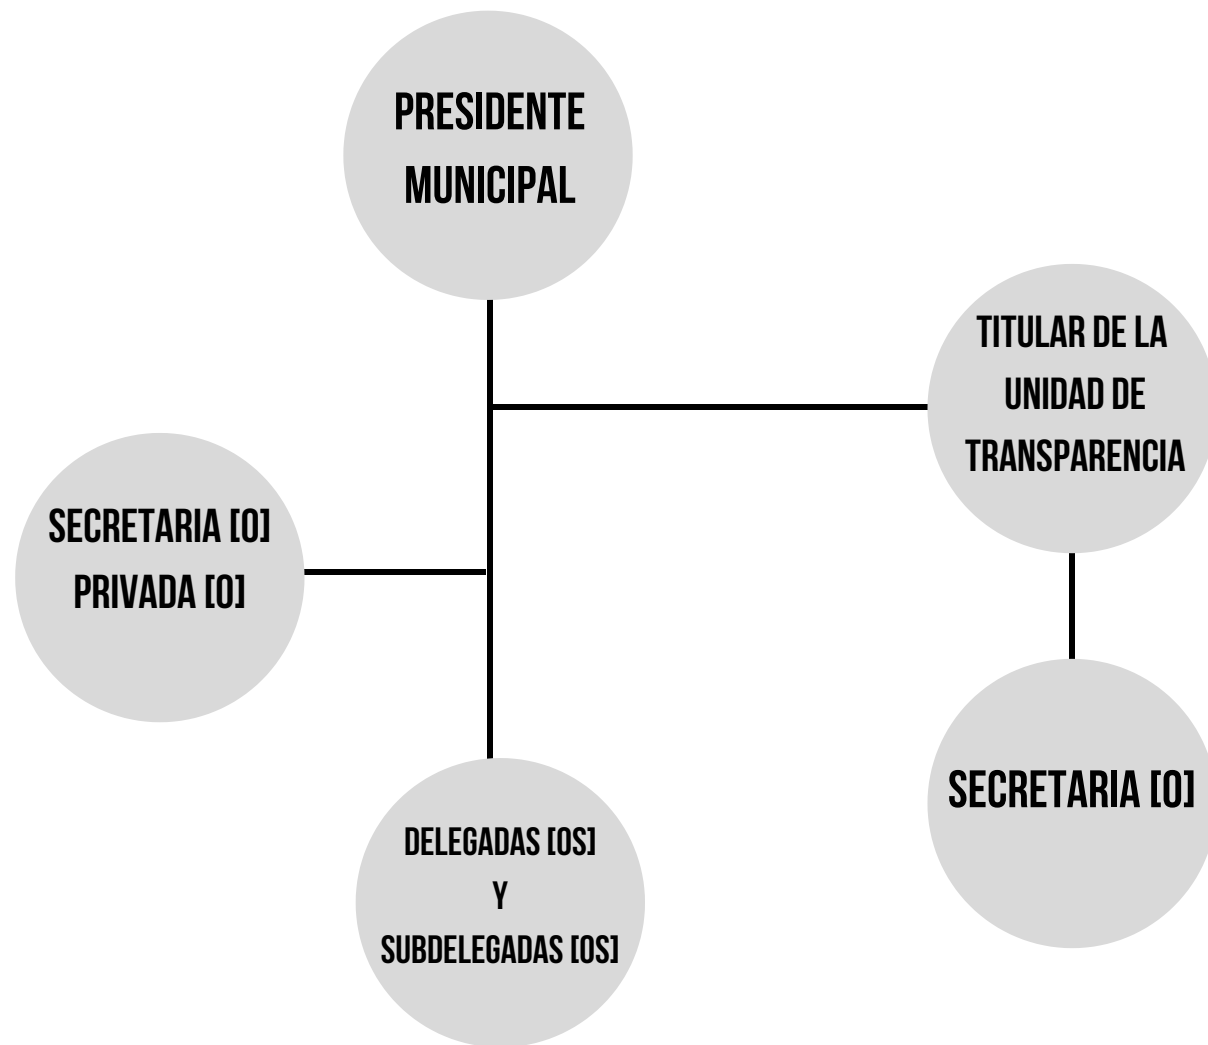 PRESIDENTE
MUNICIPAL
TITULAR DE LA
UNIDAD DE
TRANSPARENCIA
SECRETARIA [O]
PRIVADA [O]
SECRETARIA [O]
DELEGADAS [OS]
Y
SUBDELEGADAS [OS]